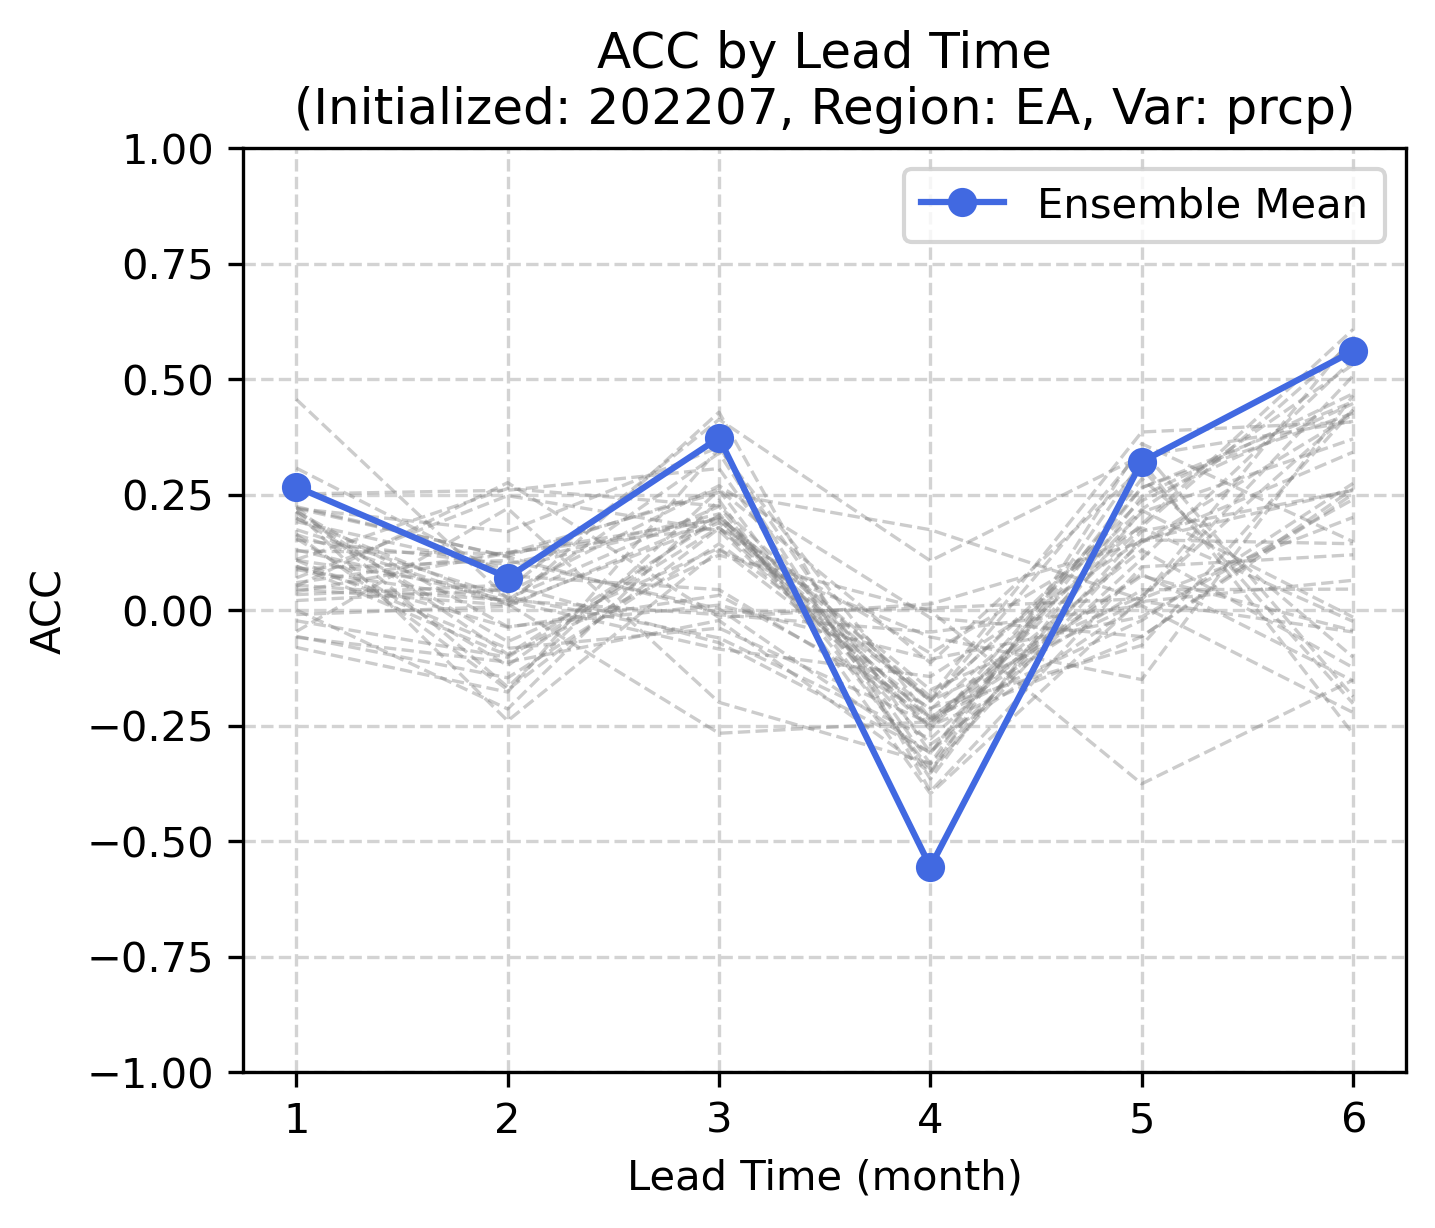 ACC by Lead Time
(Initialized: 202207, Region: EA, Var: prcp)
Ensemble Mean
1.00
0.75
0.50
0.25
0.00
−0.25
−0.50
−0.75
−1.00
ACC
1 2 3 4 5 6
Lead Time (month)